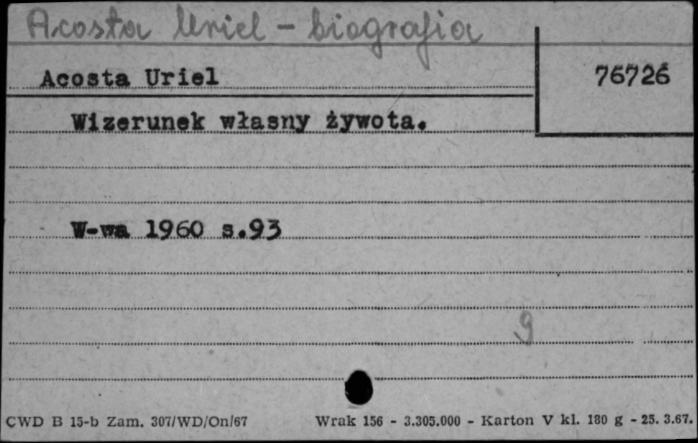 Acosta Uriel - biografia
Acosta Uriel
76726
Wizerunek własny żywota.
W-wa 1960 s.93
9
CWD B 15-b Zam. 307/WD/On/67 Wrak 156 - 3.305.000 - Karton V kl. 180 g - 25. 3.67.